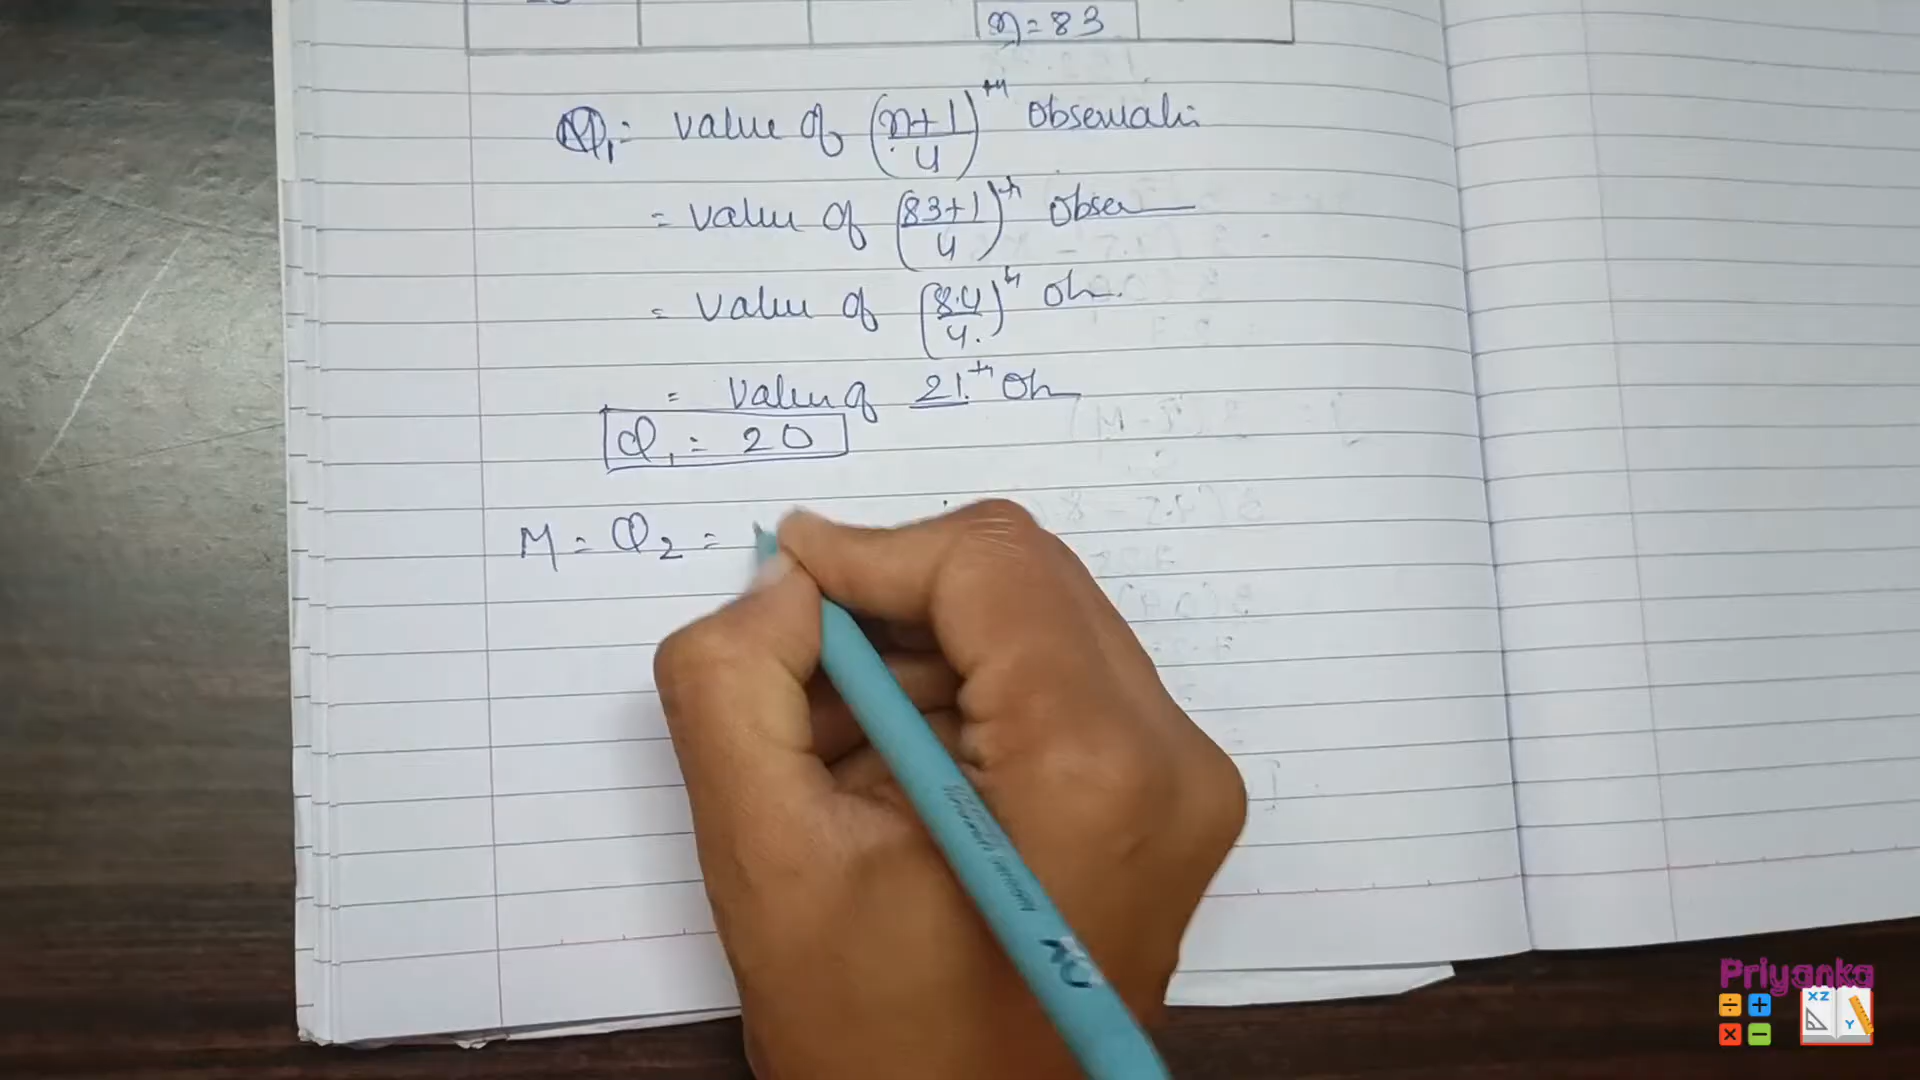 n = 83
Q₁ = value of (n+1/4)th Observati
= value of (83+1/4)th Obser
= value of (84/4)th Ob.
= value of 21th Ob
Q₁ = 20
M = Q₂ =
Priyanka
XZ
Y